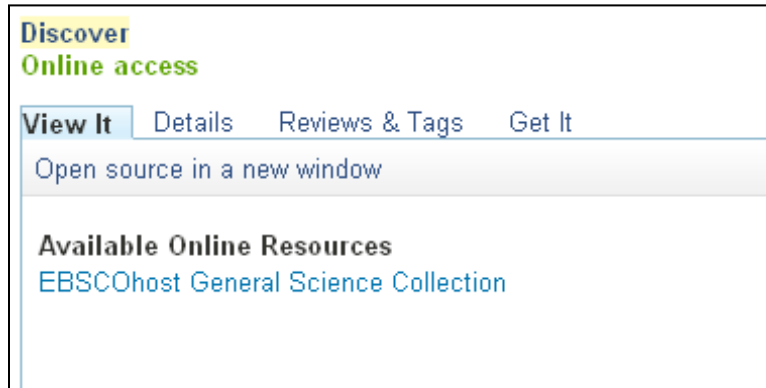 Discover
Online access
View It Details Reviews & Tags Get It
Open source in a new window
Available Online Resources
EBSCOhost General Science Collection